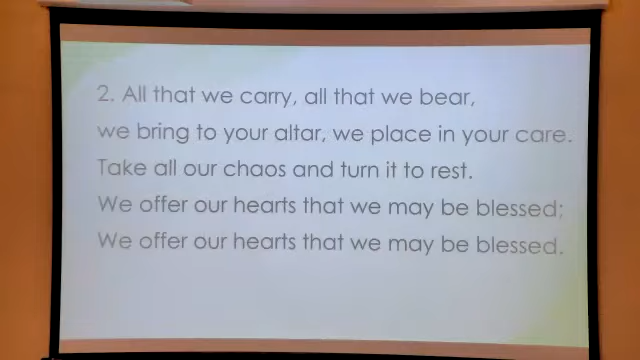 2. All that we carry, all that we bear,
we bring to your altar, we place in your care.
Take all our chaos and turn it to rest.
We offer our hearts that we may be blessed;
We offer our hearts that we may be blessed.